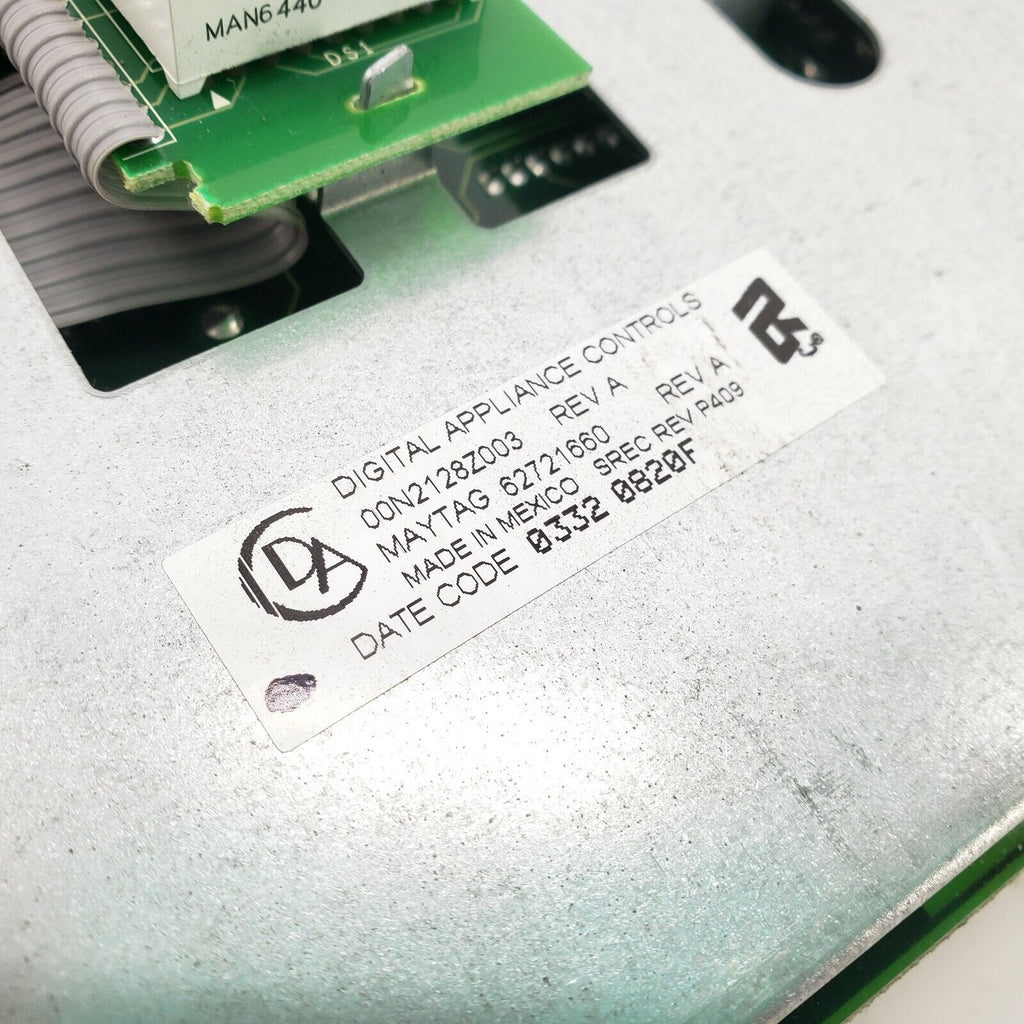 MAN6440
DS1
DIGITAL APPLIANCE CONTROLS
00N2128Z003 REV A
MAYTAG 62721660 REV A
MADE IN MEXICO SREC REV P409
DATE CODE 0332 0820F
DA